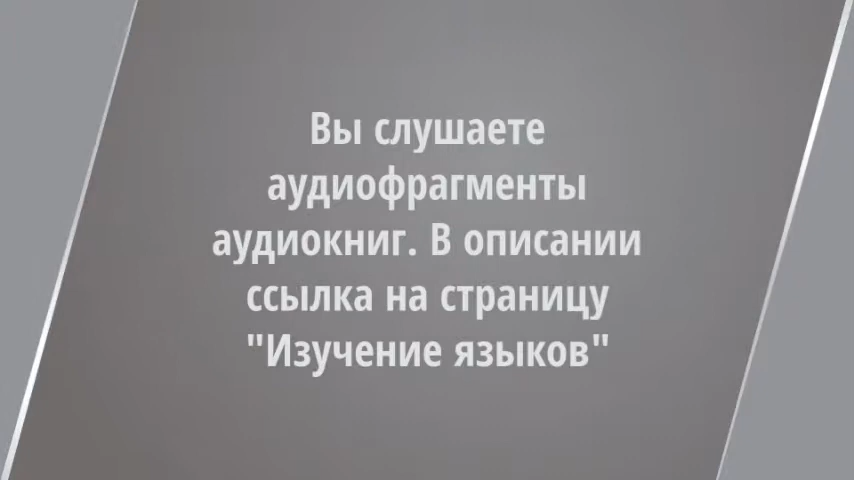 Вы слушаете
аудиофрагменты
аудиокниг. В описании
ссылка на страницу
"Изучение языков"